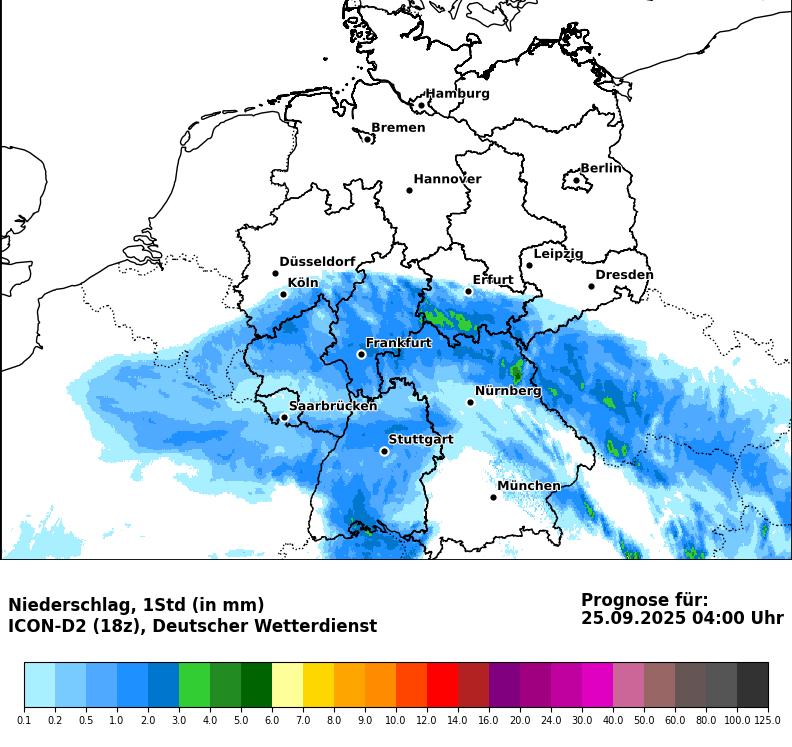 Hamburg
Bremen
Berlin
Hannover
Leipzig
Düsseldorf
Dresden
Erfurt
Köln
Frankfurt
Nürnberg
Saarbrücken
Stuttgart
München
Niederschlag, 1Std (in mm)
ICON-D2 (18z), Deutscher Wetterdienst
Prognose für:
25.09.2025 04:00 Uhr
0.1 0.2 0.5 1.0 2.0 3.0 4.0 5.0 6.0 7.0 8.0 9.0 10.0 12.0 14.0 16.0 20.0 24.0 30.0 40.0 50.0 60.0 80.0 100.0 125.0